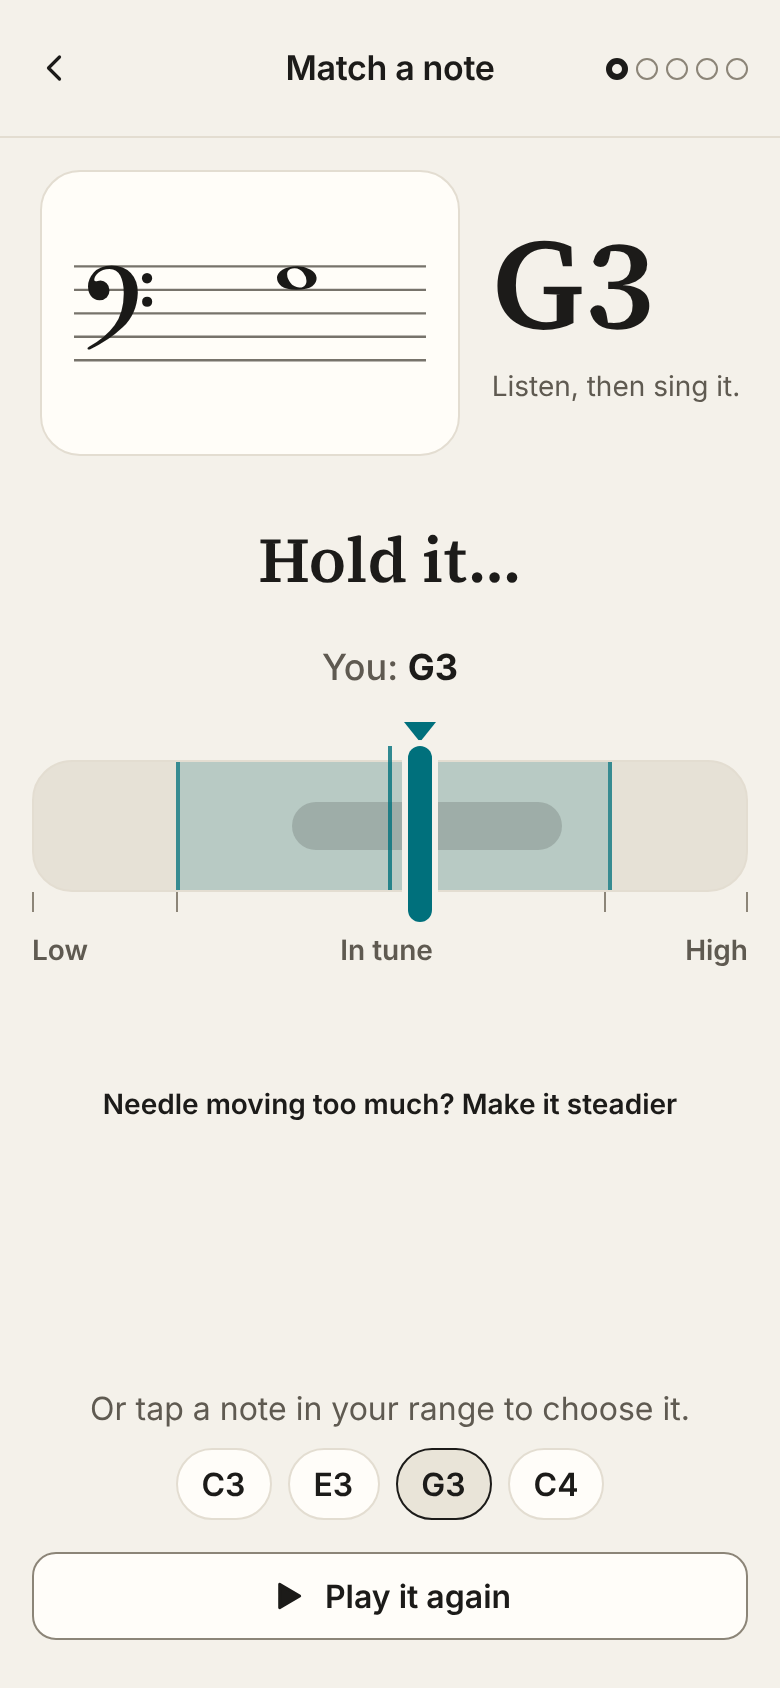 Match a note
G3
Listen, then sing it.
Hold it...
You: G3
Low
In tune
High
Needle moving too much? Make it steadier
Or tap a note in your range to choose it.
C3
E3
G3
C4
Play it again